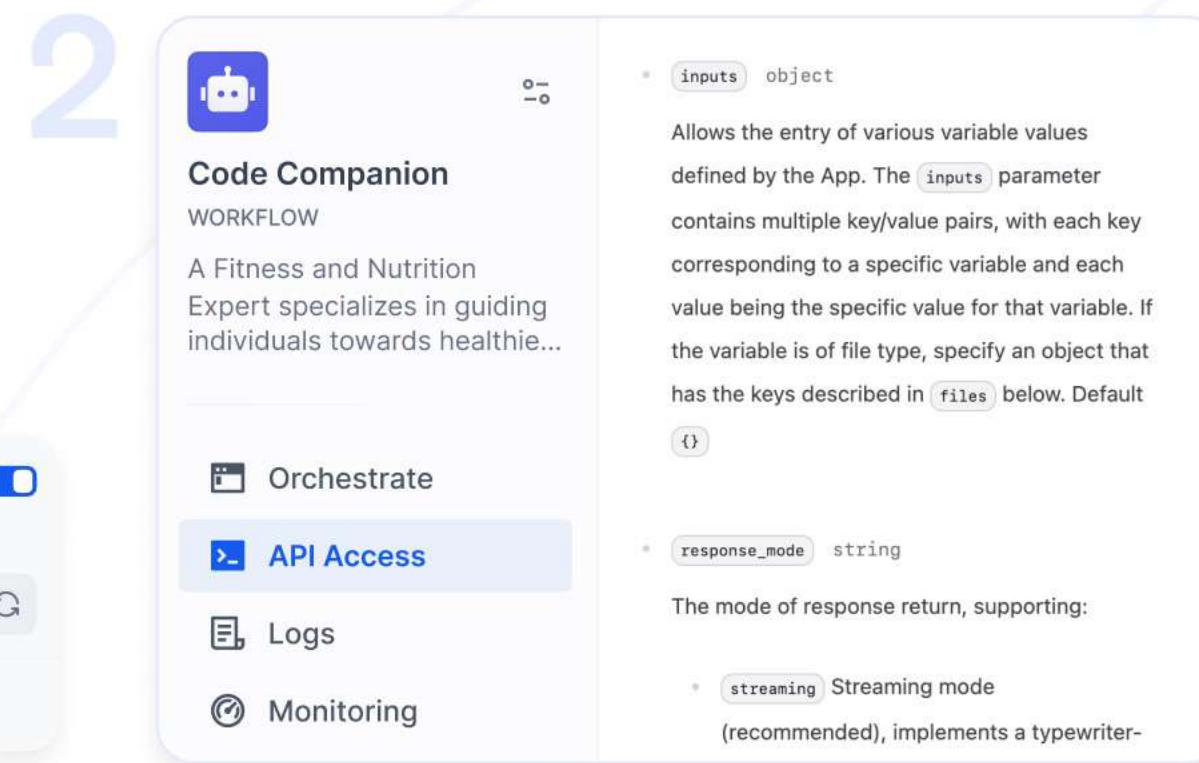 2
Code Companion
WORKFLOW
A Fitness and Nutrition
Expert specializes in guiding
individuals towards healthie...
Orchestrate
API Access
Logs
Monitoring
inputs object
Allows the entry of various variable values
defined by the App. The inputs parameter
contains multiple key/value pairs, with each key
corresponding to a specific variable and each
value being the specific value for that variable. If
the variable is of file type, specify an object that
has the keys described in files below. Default
{}
response_mode string
The mode of response return, supporting:
streaming Streaming mode
(recommended), implements a typewriter-